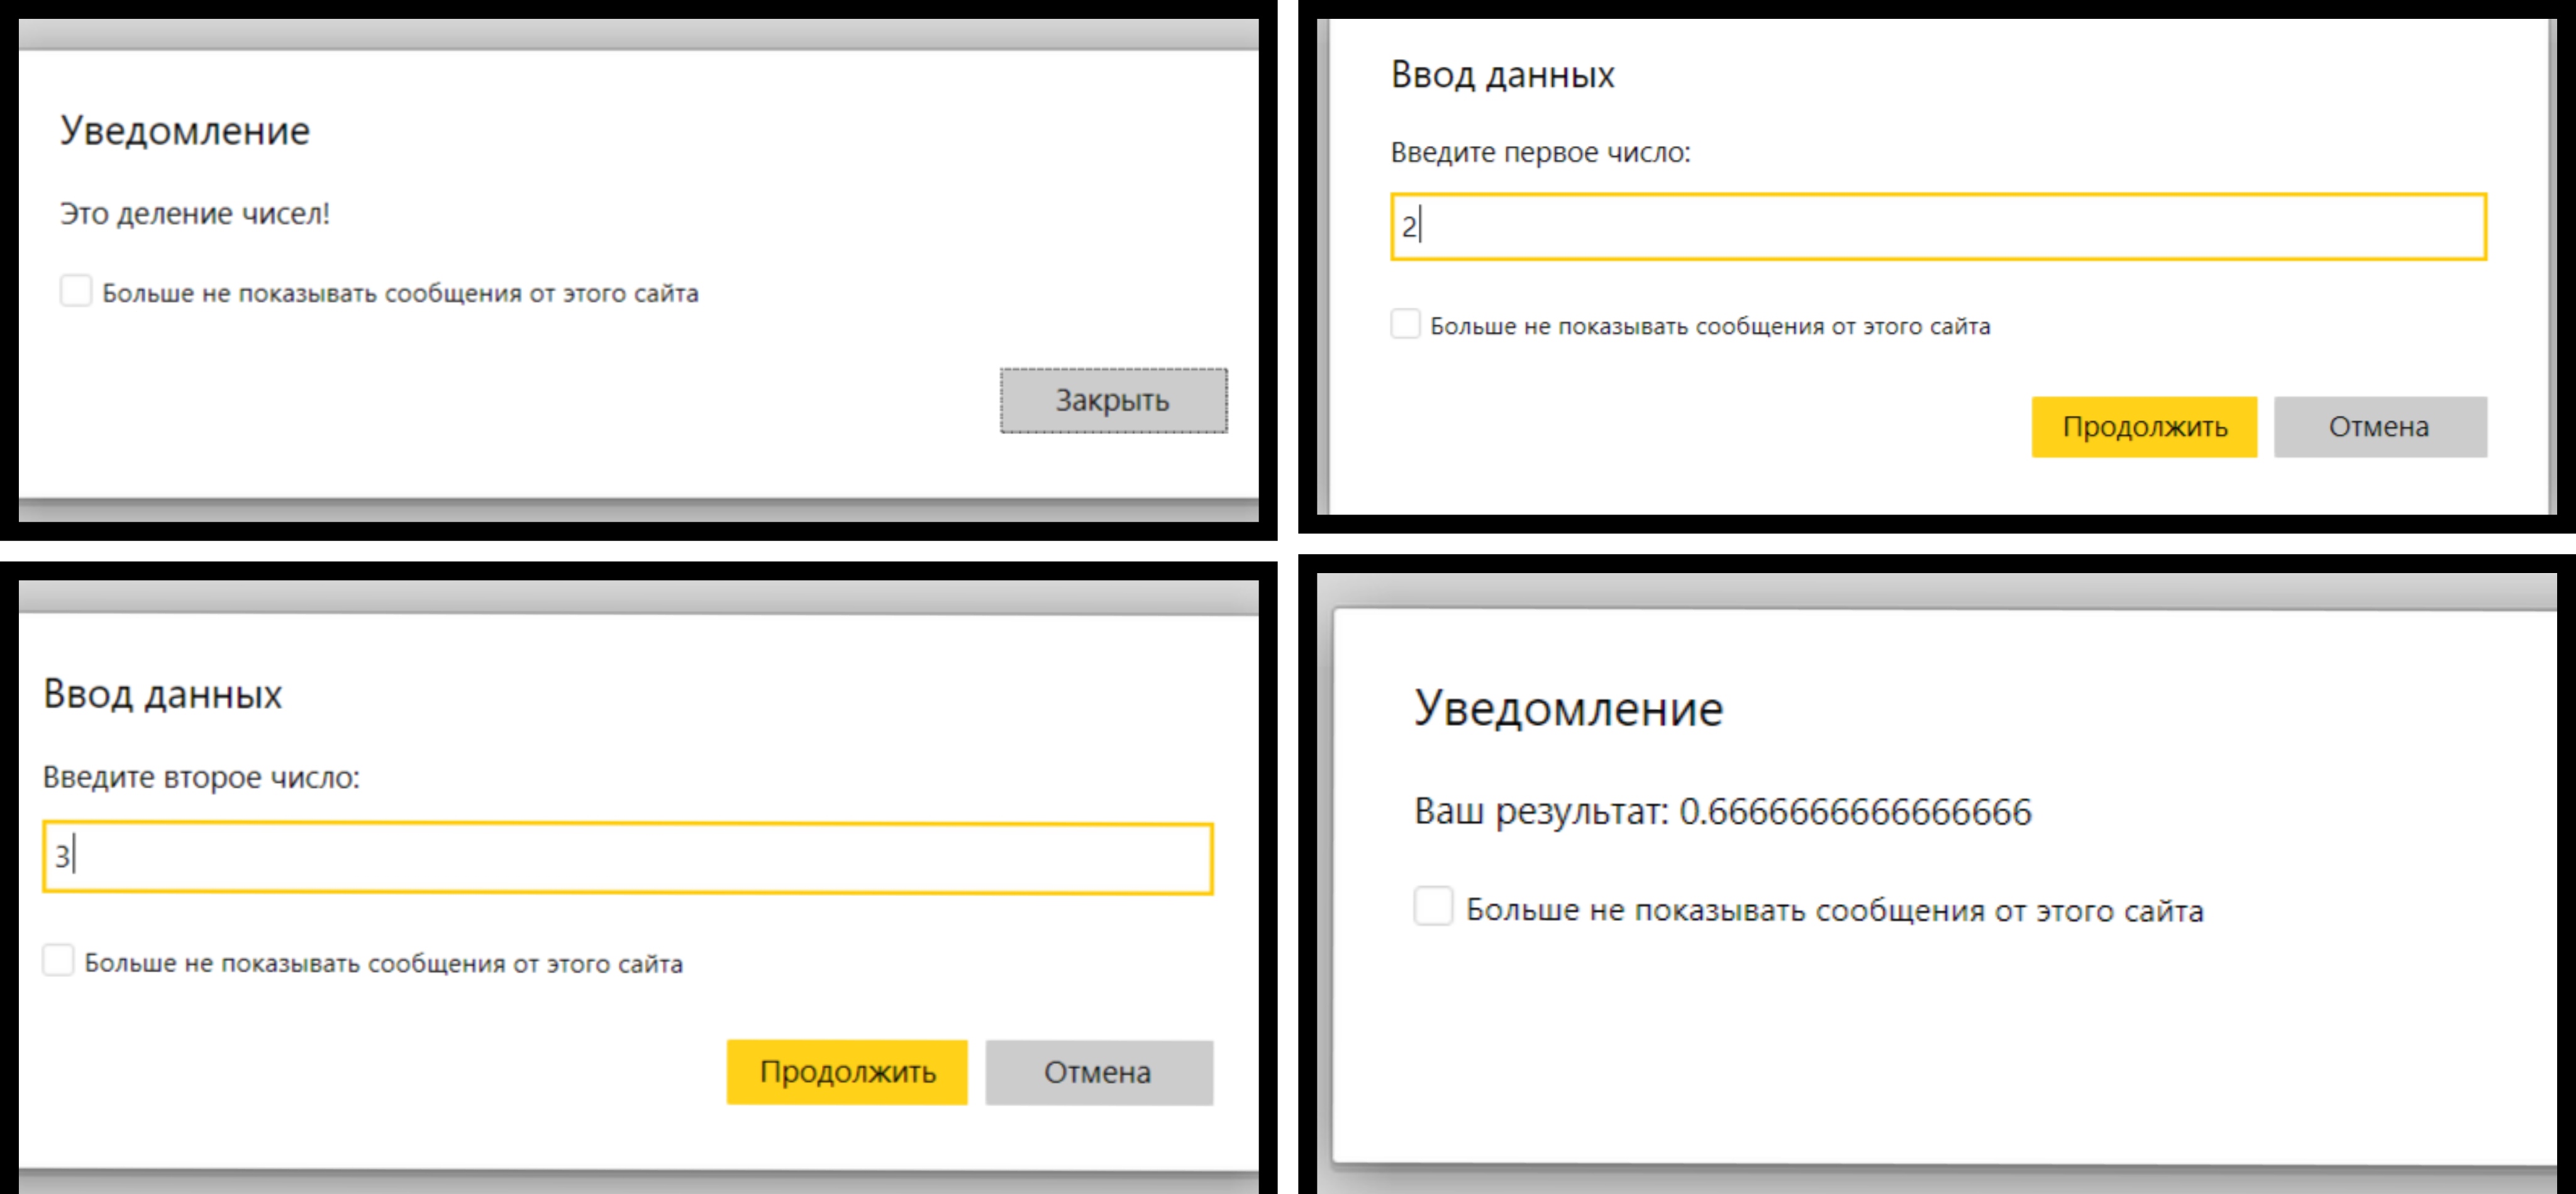 Уведомление
Это деление чисел!
Больше не показывать сообщения от этого сайта
Закрыть
Ввод данных
Введите первое число:
2
Больше не показывать сообщения от этого сайта
Продолжить Отмена
Ввод данных
Введите второе число:
3
Больше не показывать сообщения от этого сайта
Продолжить Отмена
Уведомление
Ваш результат: 0.6666666666666666
Больше не показывать сообщения от этого сайта